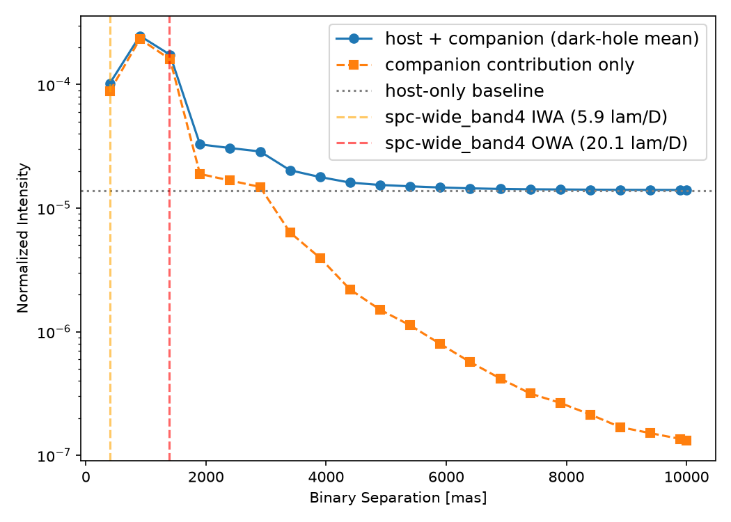 host + companion (dark-hole mean)
companion contribution only
host-only baseline
spc-wide_band4 IWA (5.9 lam/D)
spc-wide_band4 OWA (20.1 lam/D)
Normalized Intensity
10⁻⁴
10⁻⁵
10⁻⁶
10⁻⁷
0 2000 4000 6000 8000 10000
Binary Separation [mas]